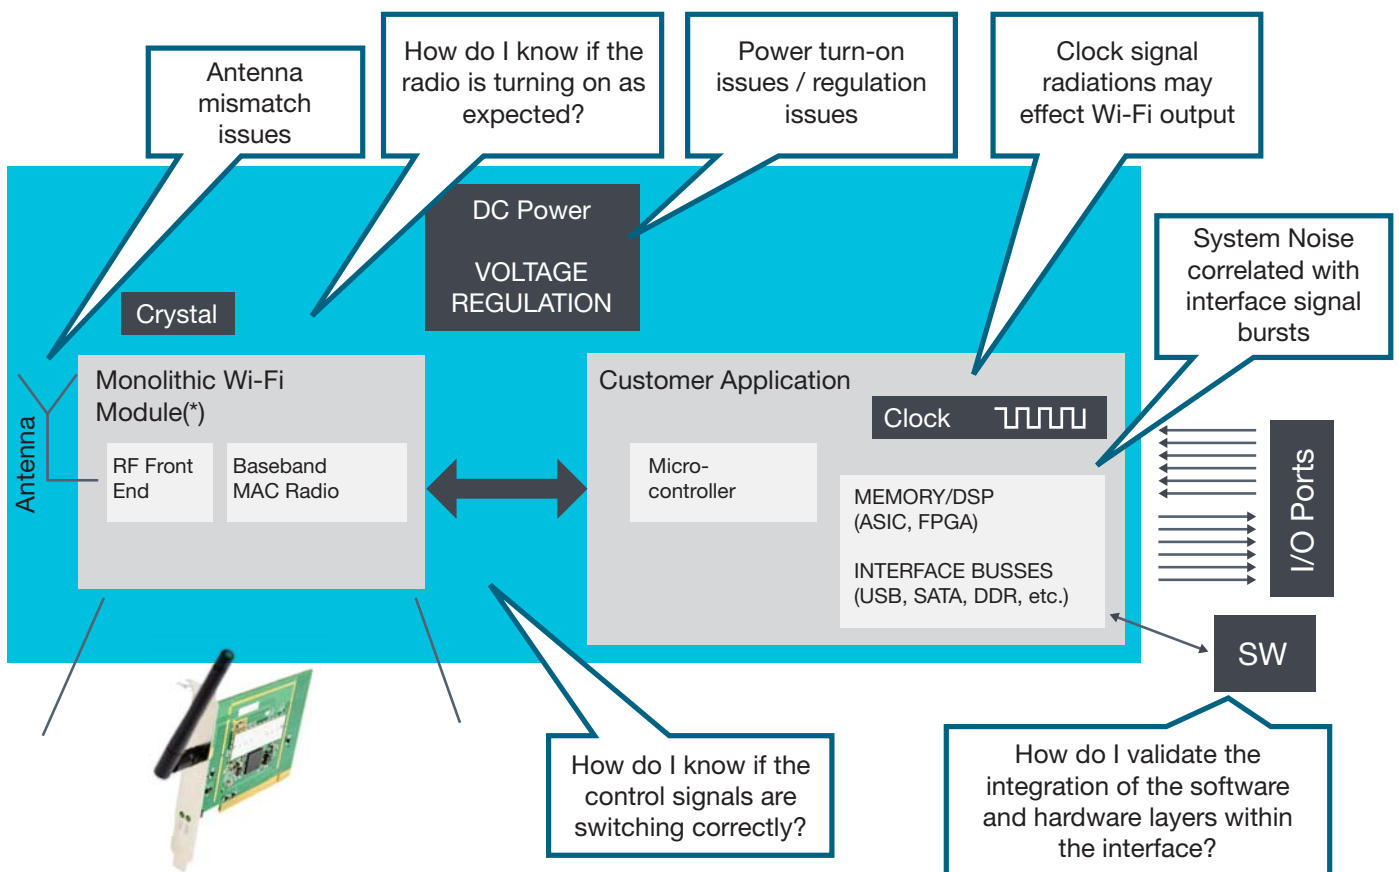 Antenna
mismatch
issues
How do I know if the
radio is turning on as
expected?
Power turn-on
issues / regulation
issues
Clock signal
radiations may
effect Wi-Fi output
DC Power
VOLTAGE
REGULATION
System Noise
correlated with
interface signal
bursts
Crystal
Monolithic Wi-Fi
Module(*)
Customer Application
Clock
Antenna
RF Front
End
Baseband
MAC Radio
Micro-
controller
MEMORY/DSP
(ASIC, FPGA)
INTERFACE BUSSES
(USB, SATA, DDR, etc.)
I/O Ports
SW
How do I know if the
control signals are
switching correctly?
How do I validate the
integration of the software
and hardware layers within
the interface?